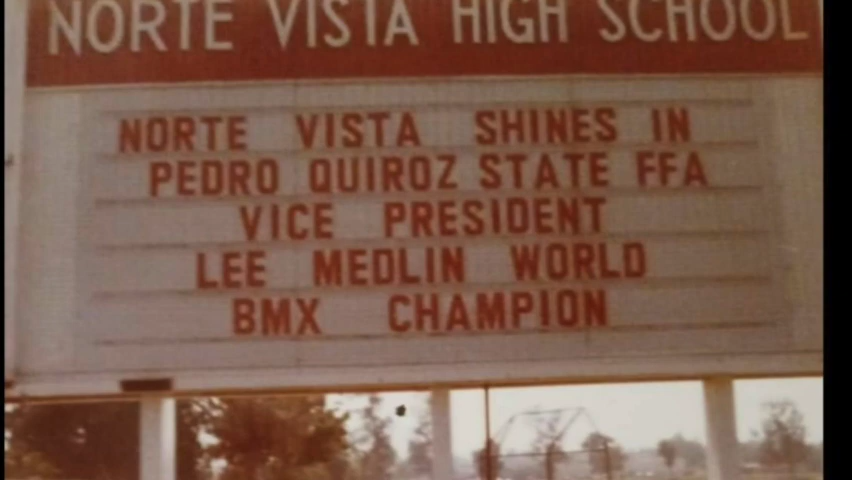 NORTE VISTA HIGH SCHOOL
NORTE VISTA SHINES IN
PEDRO QUIROZ STATE FFA
VICE PRESIDENT
LEE MEDLIN WORLD
BMX CHAMPION